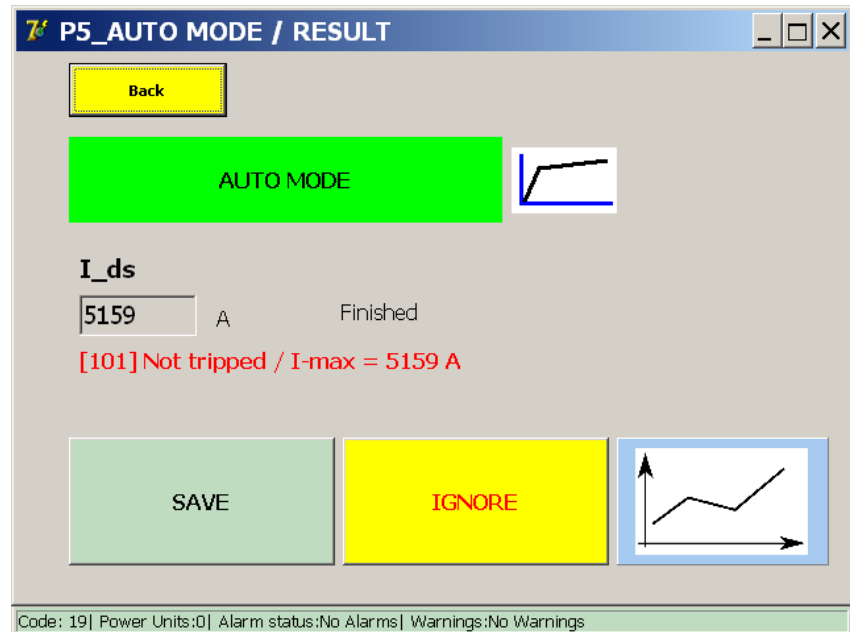 P5_AUTO MODE / RESULT
Back
AUTO MODE
I_ds
5159 A Finished
[101] Not tripped / I-max = 5159 A
SAVE IGNORE
Code: 19| Power Units:0| Alarm status:No Alarms| Warnings:No Warnings